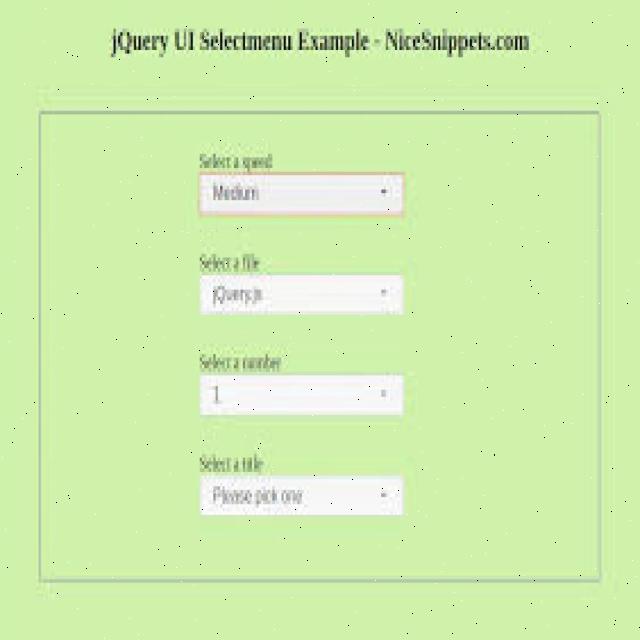 jQuery UI Selectmenu Example - NiceSnippets.com
Select a speed
Medium
Select a file
jQuery.js
Select a number
1
Select a title
Please pick one